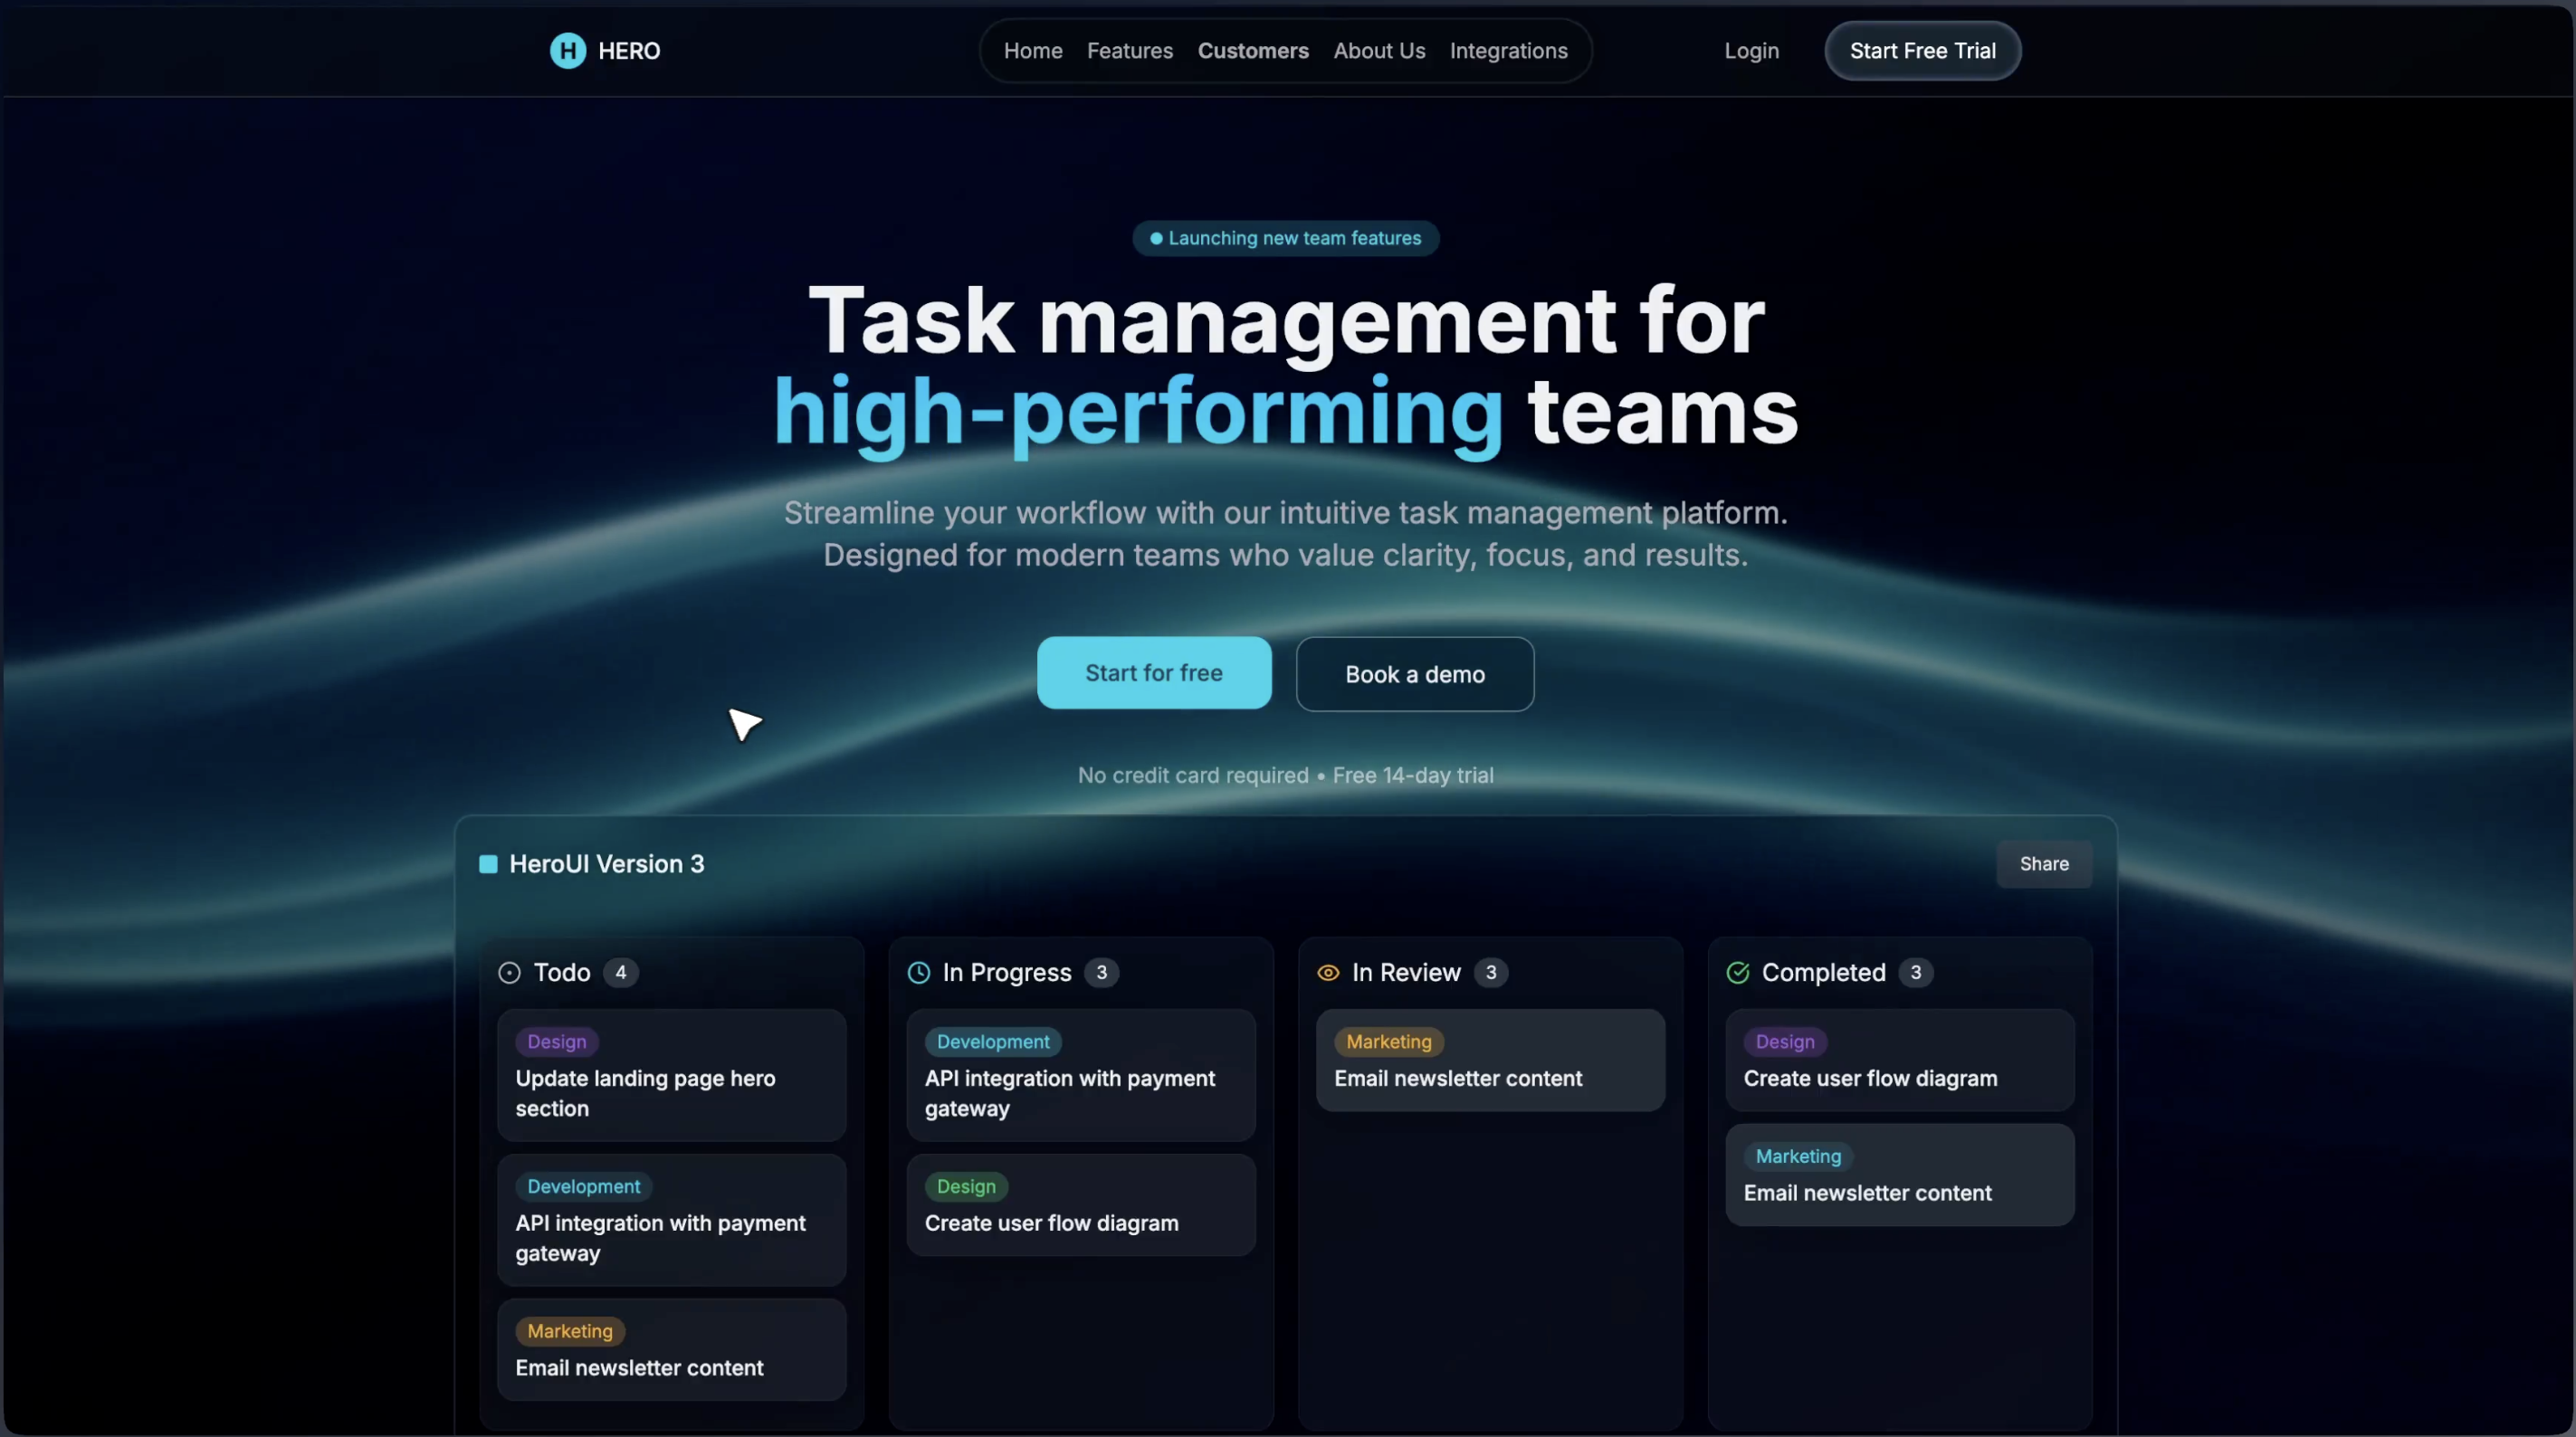 H HERO
Home Features Customers About Us Integrations
Login
Start Free Trial
Launching new team features
Task management for
high-performing teams
Streamline your workflow with our intuitive task management platform.
Designed for modern teams who value clarity, focus, and results.
Start for free
Book a demo
No credit card required • Free 14-day trial
HeroUI Version 3
Share
Todo 4
Design
Update landing page hero
section
Development
API integration with payment
gateway
Marketing
Email newsletter content
In Progress 3
Development
API integration with payment
gateway
Design
Create user flow diagram
In Review 3
Marketing
Email newsletter content
Completed 3
Design
Create user flow diagram
Marketing
Email newsletter content